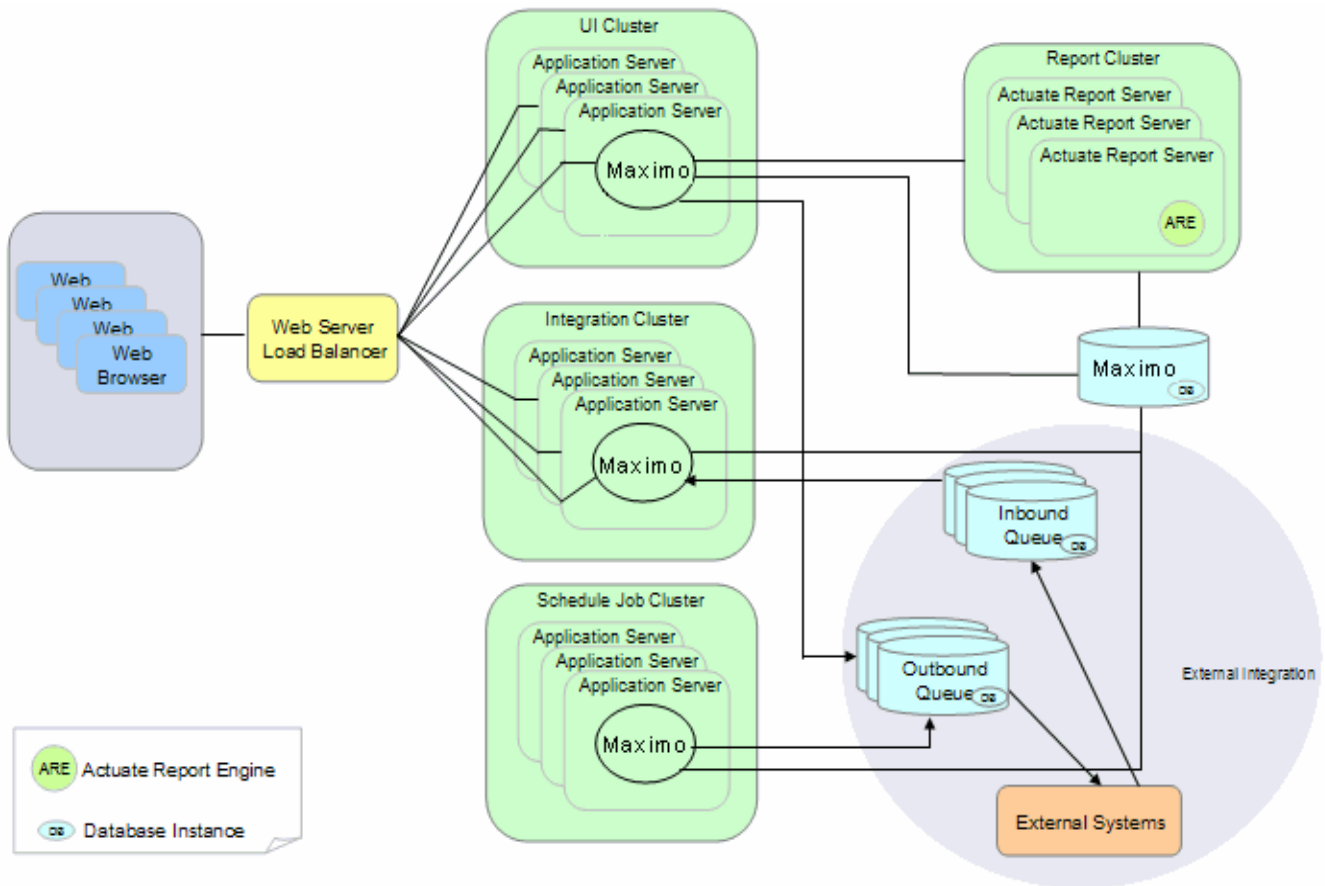 UI Cluster
Application Server
Application Server
Application Server
Maximo
Report Cluster
Actuate Report Server
Actuate Report Server
Actuate Report Server
ARE
Web
Web
Web
Web
Browser
Web Server
Load Balancer
Integration Cluster
Application Server
Application Server
Application Server
Maximo
Maximo
DB
Inbound
Queue
DB
Schedule Job Cluster
Application Server
Application Server
Application Server
Maximo
Outbound
Queue
DB
External Integration
External Systems
ARE
Actuate Report Engine
DB
Database Instance